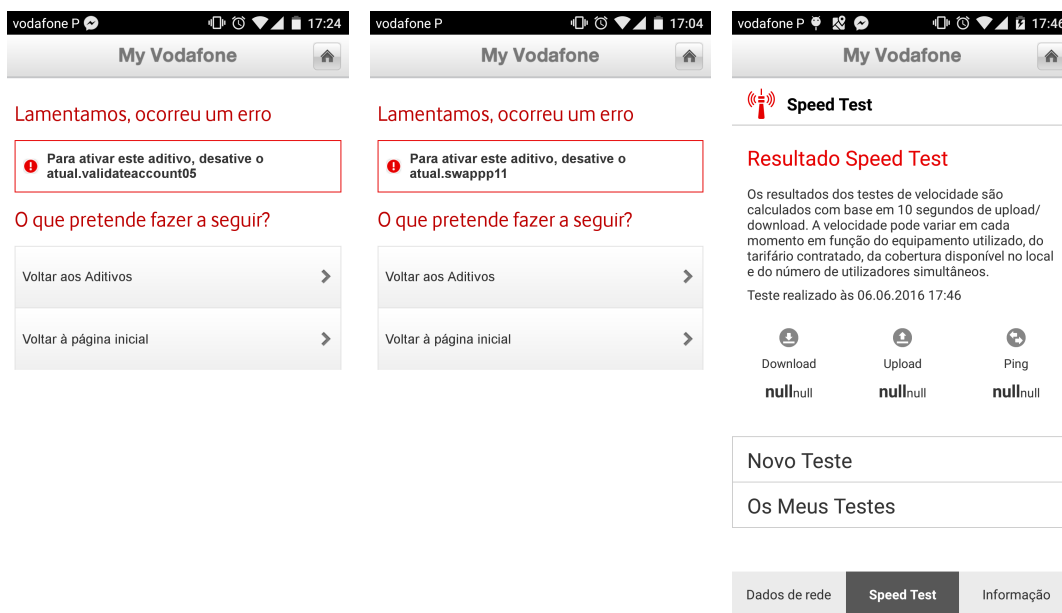 vodafone P 17:24
My Vodafone
Lamentamos, ocorreu um erro
Para ativar este aditivo, desative o
atual.validateaccount05
O que pretende fazer a seguir?
Voltar aos Aditivos
Voltar à página inicial
vodafone P 17:04
My Vodafone
Lamentamos, ocorreu um erro
Para ativar este aditivo, desative o
atual.swappp11
O que pretende fazer a seguir?
Voltar aos Aditivos
Voltar à página inicial
vodafone P 17:46
My Vodafone
Speed Test
Resultado Speed Test
Os resultados dos testes de velocidade são
calculados com base em 10 segundos de upload/
download. A velocidade pode variar em cada
momento em função do equipamento utilizado, do
tarifário contratado, da cobertura disponível no local
e do número de utilizadores simultâneos.
Teste realizado às 06.06.2016 17:46
Download Upload Ping
nullnull nullnull nullnull
Novo Teste
Os Meus Testes
Dados de rede Speed Test Informação